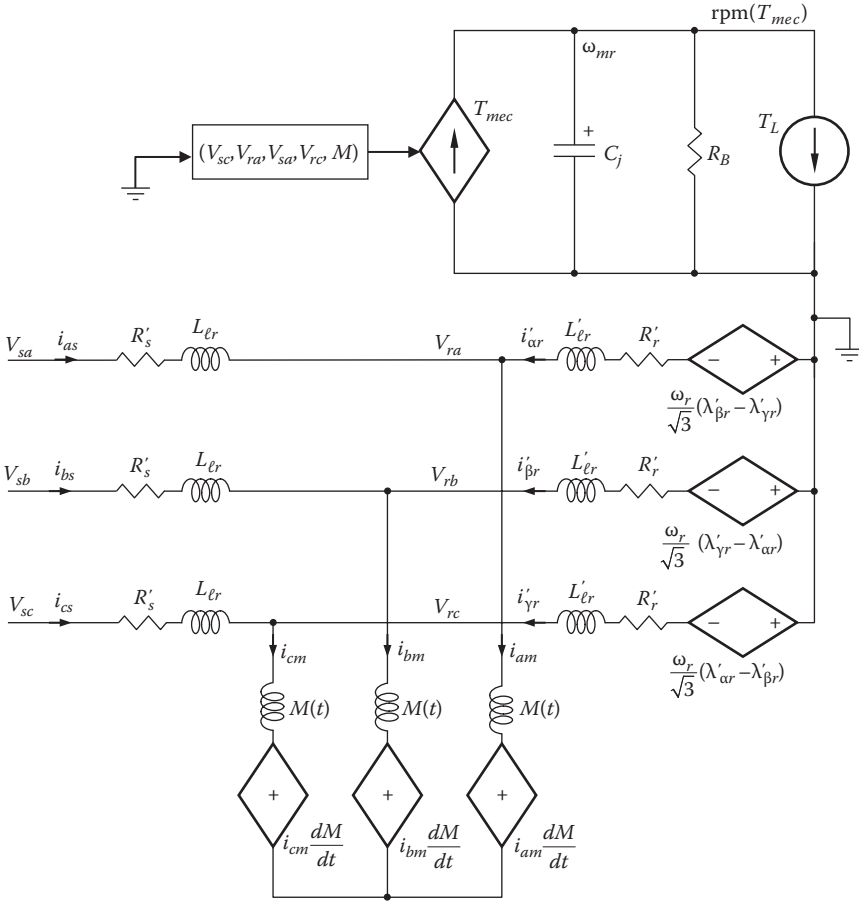 rpm(T_mec)
ω_mr
T_mec
(V_sc, V_ra, V_sa, V_rc, M)
+
C_j
R_B
T_L
V_sa i_as R'_s L_ℓr V_ra i'_αr L'_ℓr R'_r − +
ω_r/√3 (λ'_βr − λ'_γr)
V_sb i_bs R'_s L_ℓr V_rb i'_βr L'_ℓr R'_r − +
ω_r/√3 (λ'_γr − λ'_αr)
V_sc i_cs R'_s L_ℓr V_rc i'_γr L'_ℓr R'_r − +
ω_r/√3 (λ'_αr − λ'_βr)
i_cm i_bm i_am
M(t) M(t) M(t)
+ + +
i_cm dM/dt i_bm dM/dt i_am dM/dt